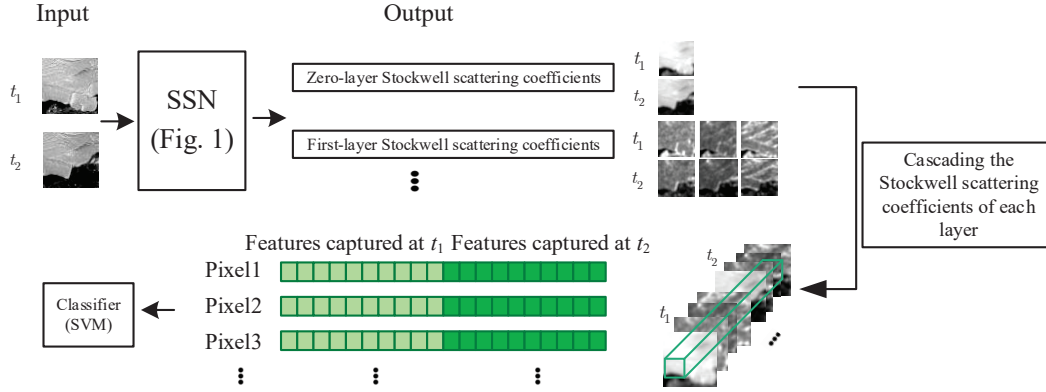 Input
Output
t1
t2
SSN
(Fig. 1)
Zero-layer Stockwell scattering coefficients
First-layer Stockwell scattering coefficients
t1
t2
t1
t2
Cascading the
Stockwell scattering
coefficients of each
layer
Features captured at t1 Features captured at t2
Pixel1
Pixel2
Pixel3
Classifier
(SVM)
t2
t1